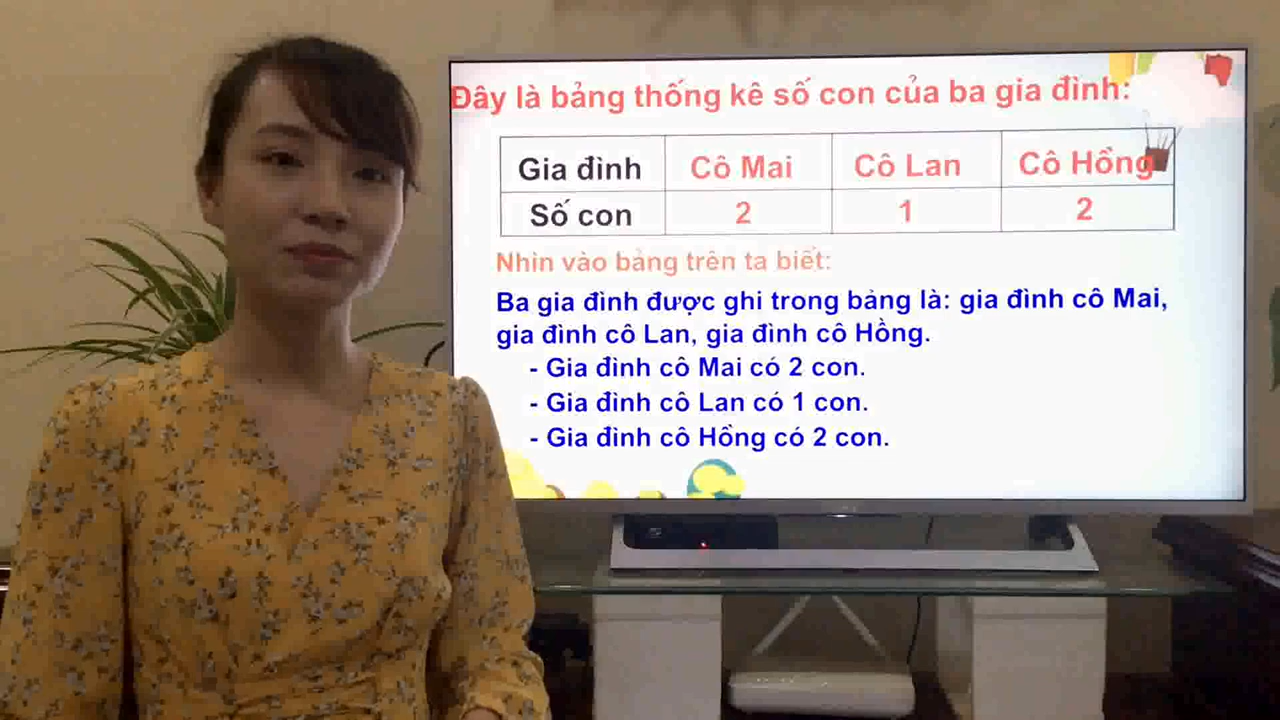 Đây là bảng thống kê số con của ba gia đình:
Gia đình Cô Mai Cô Lan Cô Hồng
Số con 2 1 2
Nhìn vào bảng trên ta biết:
Ba gia đình được ghi trong bảng là: gia đình cô Mai,
gia đình cô Lan, gia đình cô Hồng.
- Gia đình cô Mai có 2 con.
- Gia đình cô Lan có 1 con.
- Gia đình cô Hồng có 2 con.